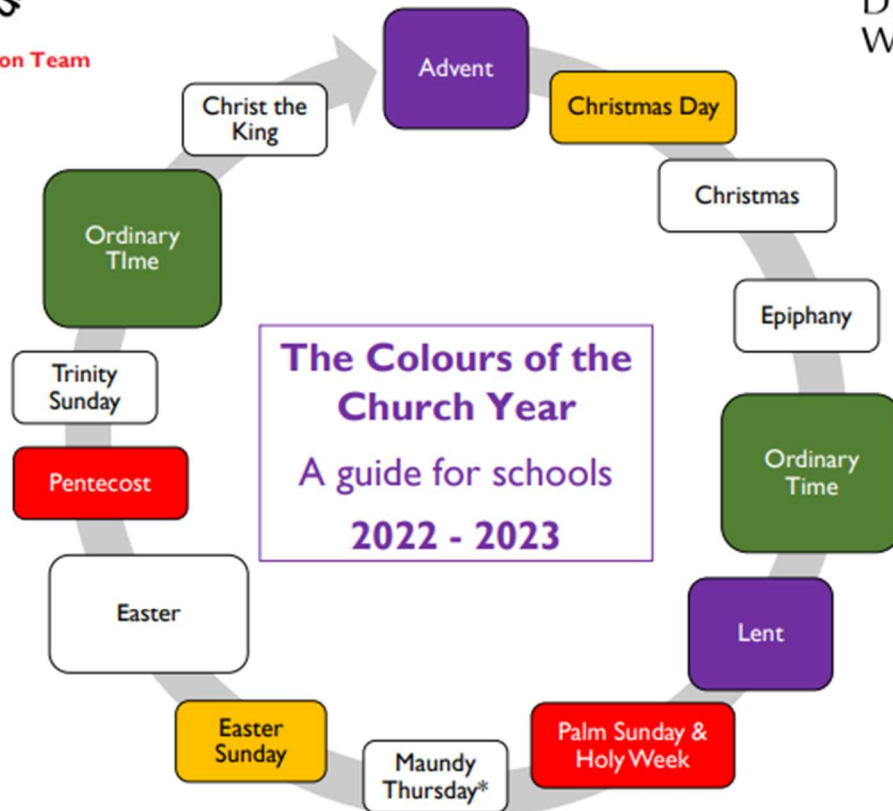 on Team
Advent
Christmas Day
Christmas
Epiphany
Ordinary
Time
Lent
Palm Sunday &
Holy Week
Maundy
Thursday*
Easter
Sunday
Easter
Pentecost
Trinity
Sunday
Ordinary
TIme
Christ the
King
The Colours of the
Church Year
A guide for schools
2022 - 2023